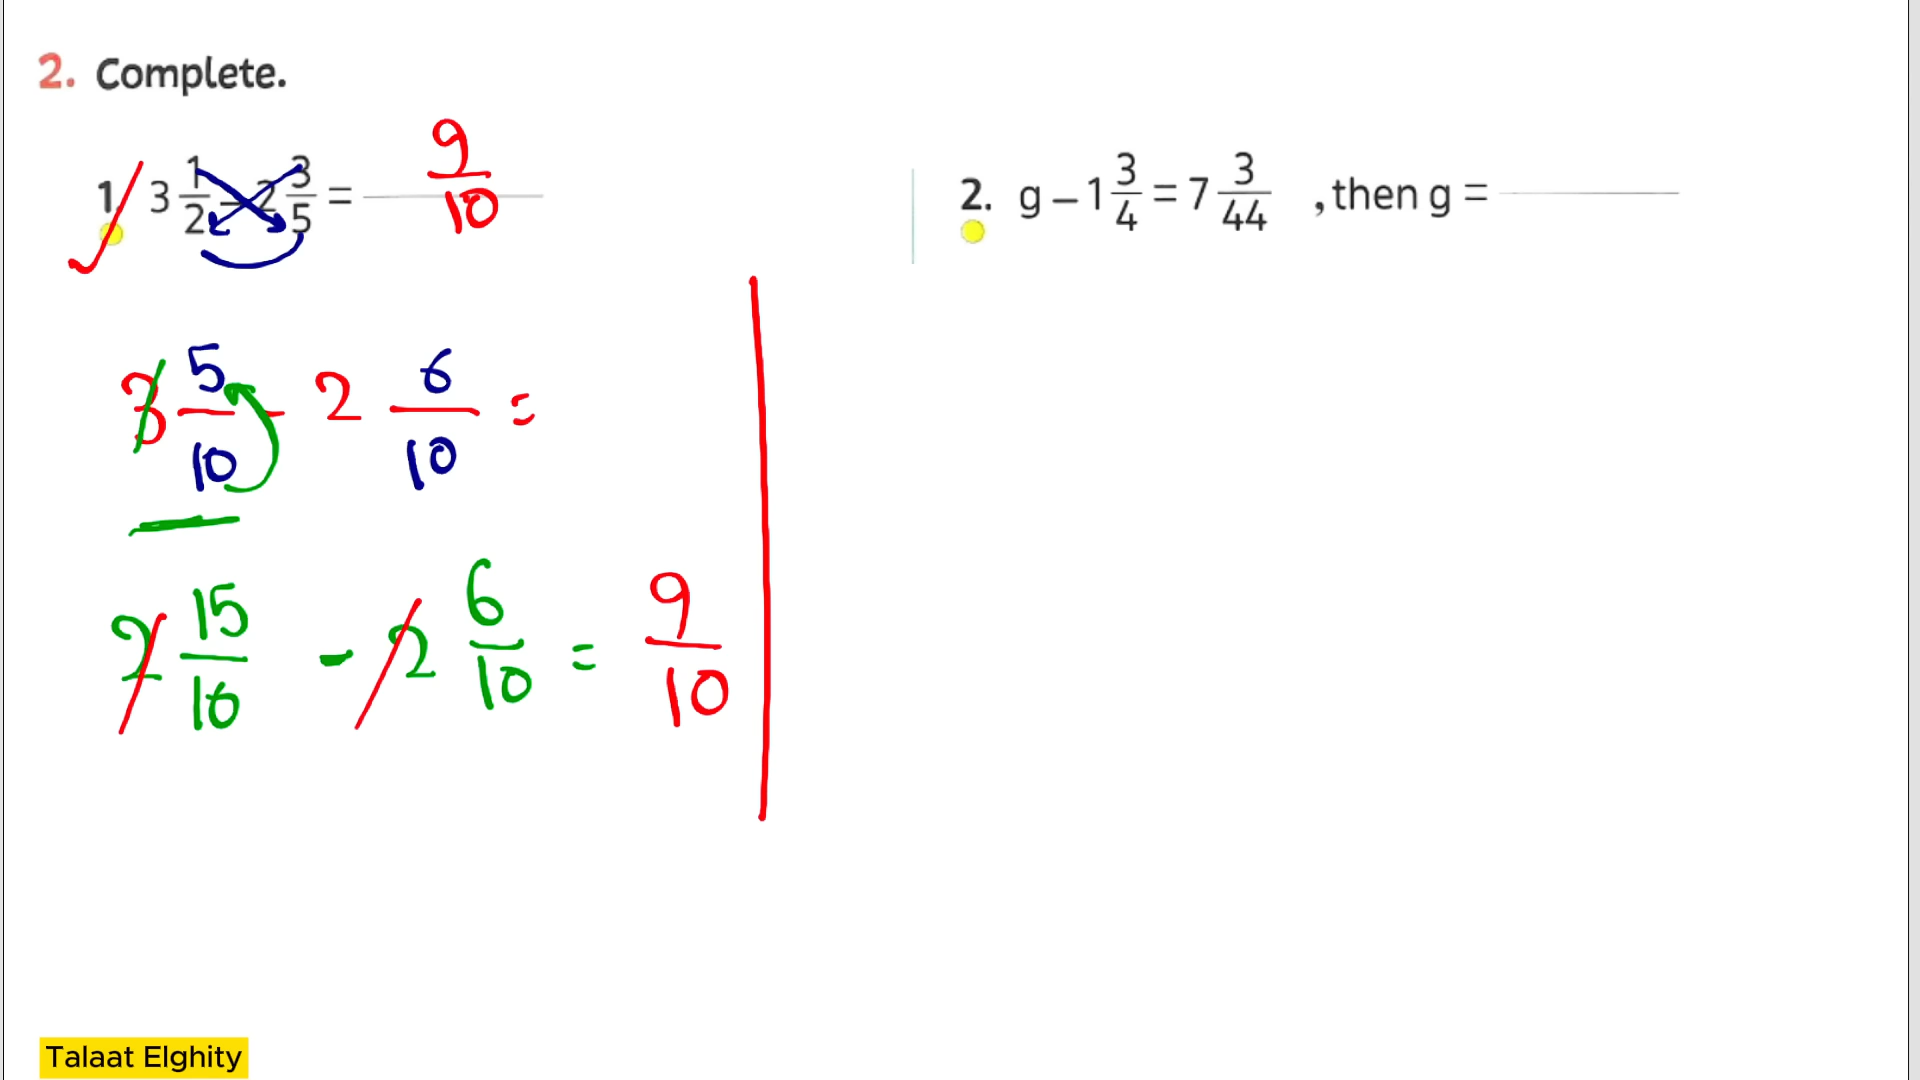 2. Complete.
1. 3 1/2 - 2 3/5 = 9/10
2. g – 1 3/4 = 7 3/44 , then g =
3 5/10 - 2 6/10 =
2 15/10 - 2 6/10 = 9/10
Talaat Elghity